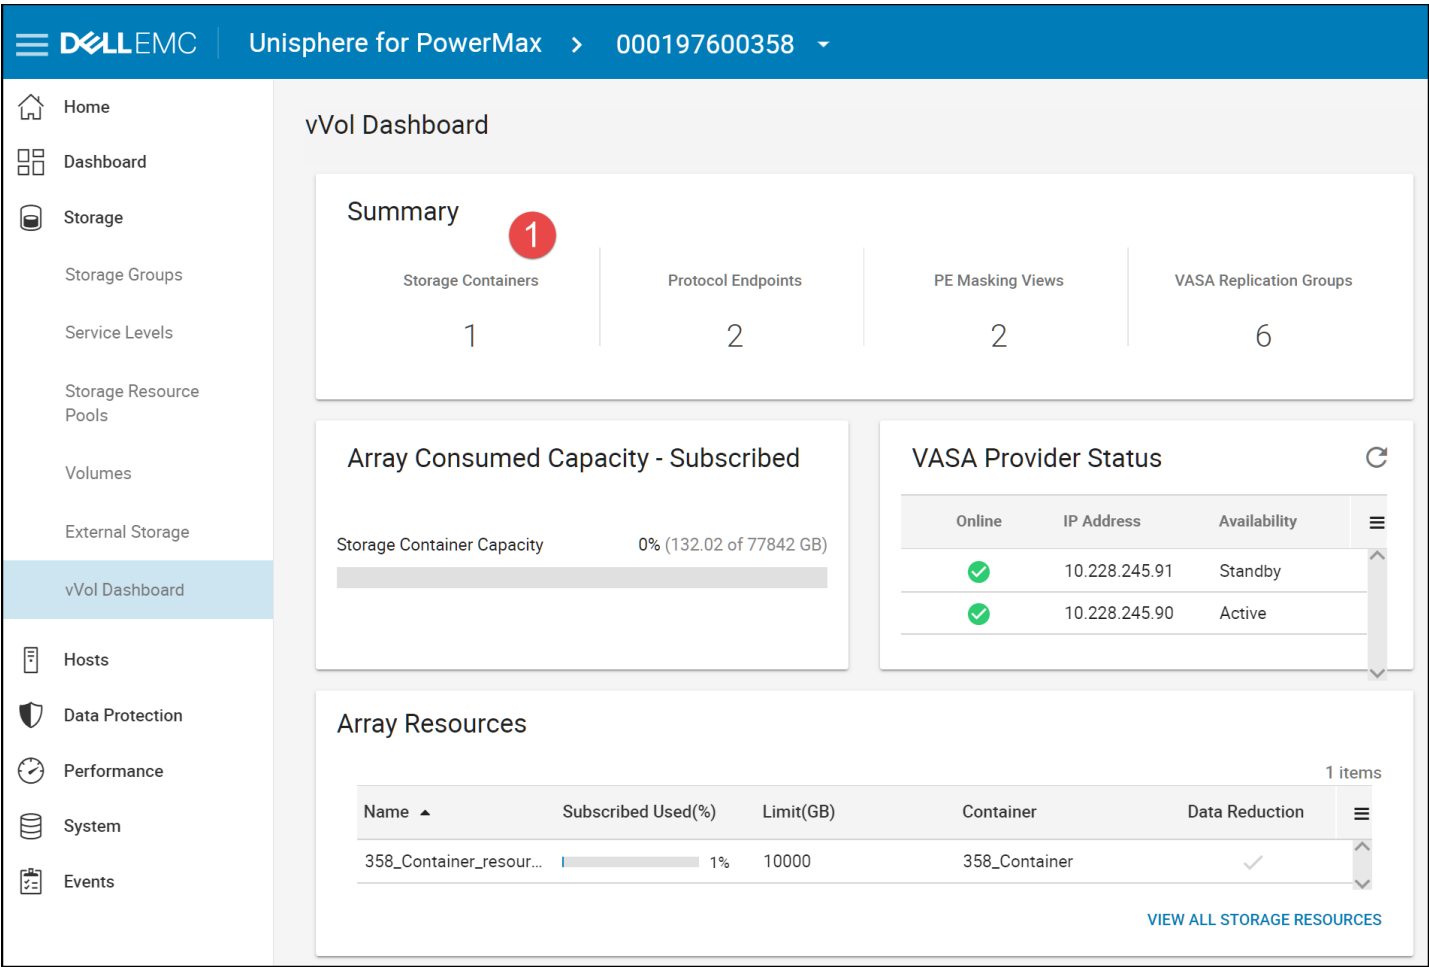 DELLEMC
Unisphere for PowerMax > 000197600358
Home
Dashboard
Storage
Storage Groups
Service Levels
Storage Resource
Pools
Volumes
External Storage
vVol Dashboard
Hosts
Data Protection
Performance
System
Events
vVol Dashboard
Summary
1
Storage Containers
1
Protocol Endpoints
2
PE Masking Views
2
VASA Replication Groups
6
Array Consumed Capacity - Subscribed
Storage Container Capacity 0% (132.02 of 77842 GB)
VASA Provider Status
Online IP Address Availability
10.228.245.91 Standby
10.228.245.90 Active
Array Resources
1 items
Name Subscribed Used(%) Limit(GB) Container Data Reduction
358_Container_resour... 1% 10000 358_Container
VIEW ALL STORAGE RESOURCES